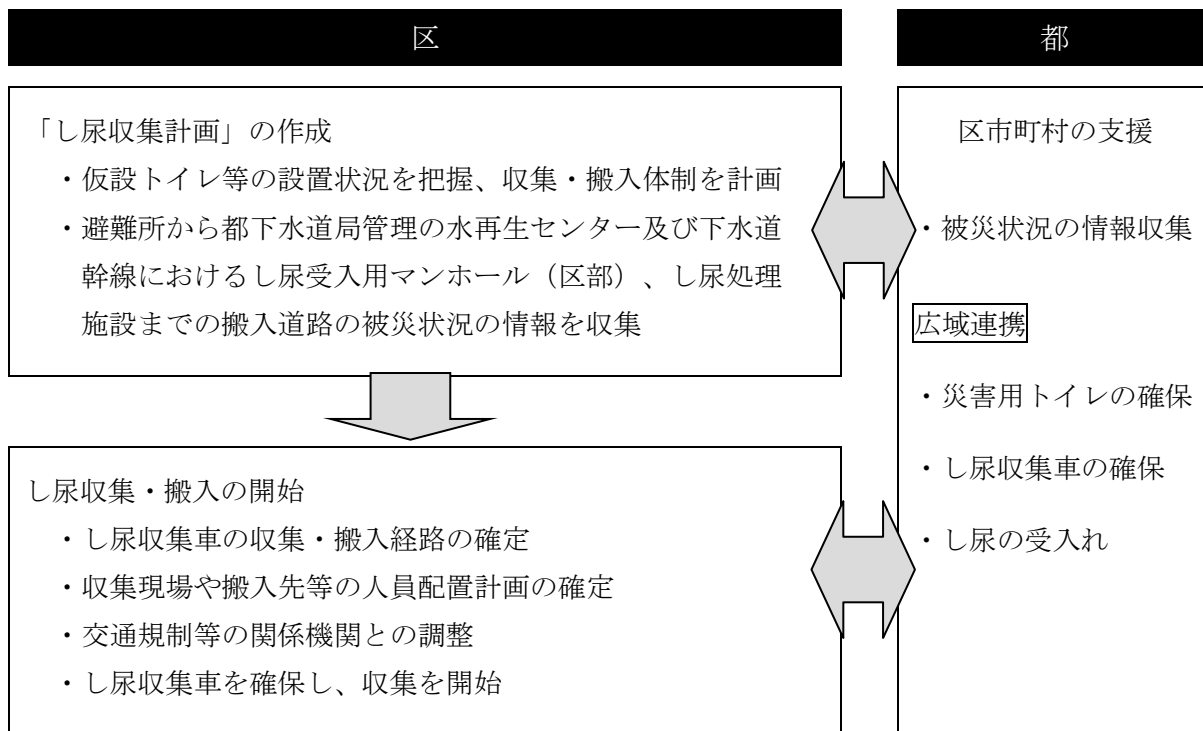 区
「し尿収集計画」の作成
・仮設トイレ等の設置状況を把握、収集・搬入体制を計画
・避難所から都下水道局管理の水再生センター及び下水道
幹線におけるし尿受入用マンホール（区部）、し尿処理
施設までの搬入道路の被災状況の情報を収集
し尿収集・搬入の開始
・し尿収集車の収集・搬入経路の確定
・収集現場や搬入先等の人員配置計画の確定
・交通規制等の関係機関との調整
・し尿収集車を確保し、収集を開始
都
区市町村の支援
・被災状況の情報収集
広域連携
・災害用トイレの確保
・し尿収集車の確保
・し尿の受入れ